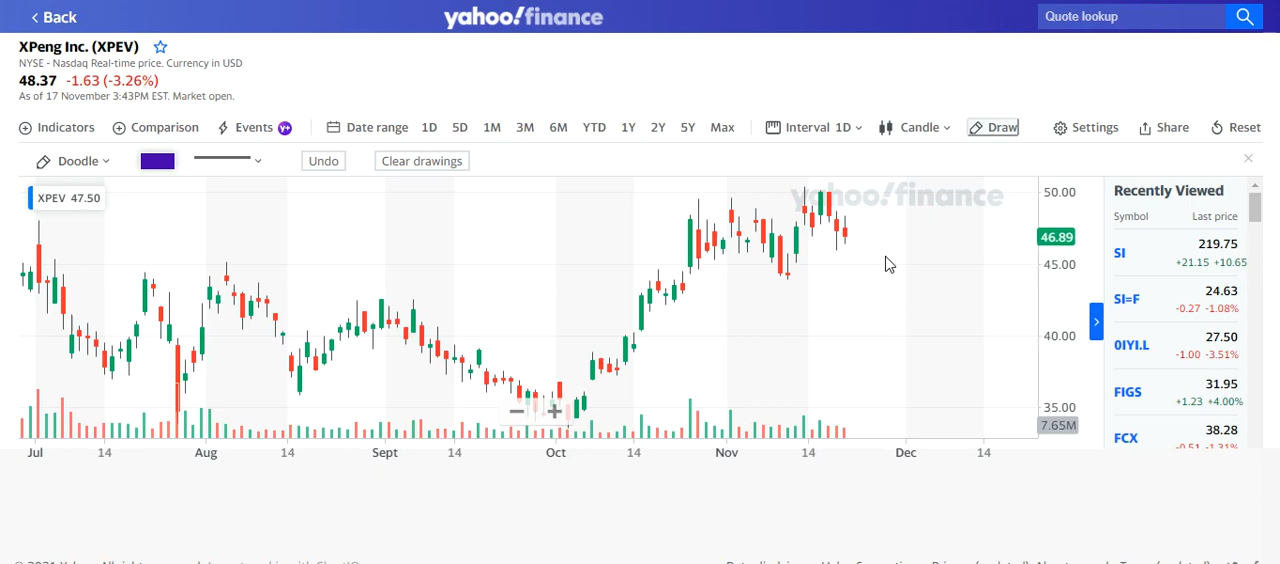 Back
yahoo!finance
Quote lookup
XPeng Inc. (XPEV)
NYSE - Nasdaq Real-time price. Currency in USD
48.37 -1.63 (-3.26%)
As of 17 November 3:43PM EST. Market open.
Indicators Comparison Events y+ Date range 1D 5D 1M 3M 6M YTD 1Y 2Y 5Y Max Interval 1D Candle Draw Settings Share Reset
Doodle Undo Clear drawings
XPEV 47.50
yahoo!finance
50.00
46.89
45.00
40.00
35.00
7.65M
Jul 14 Aug 14 Sept 14 Oct 14 Nov 14 Dec 14
Recently Viewed
Symbol Last price
SI 219.75
+21.15 +10.65
SI=F 24.63
-0.27 -1.08%
0IYI.L 27.50
-1.00 -3.51%
FIGS 31.95
+1.23 +4.00%
FCX 38.28
-0.51 -1.31%